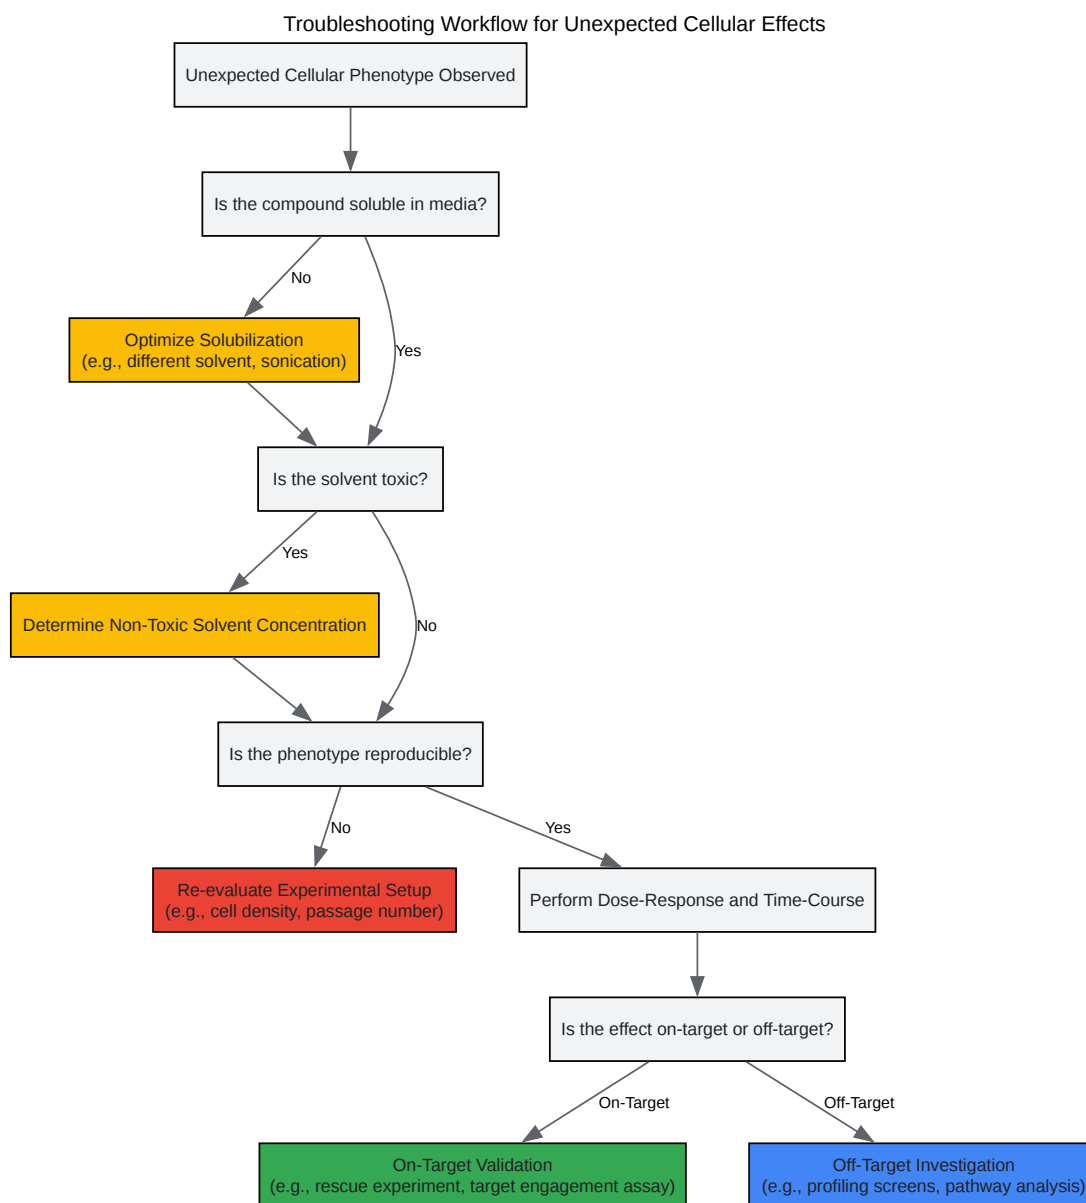 Troubleshooting Workflow for Unexpected Cellular Effects
Unexpected Cellular Phenotype Observed
Is the compound soluble in media?
No
Optimize Solubilization
(e.g., different solvent, sonication)
Yes
Is the solvent toxic?
Yes
Determine Non-Toxic Solvent Concentration
No
Is the phenotype reproducible?
No
Yes
Re-evaluate Experimental Setup
(e.g., cell density, passage number)
Perform Dose-Response and Time-Course
Is the effect on-target or off-target?
On-Target
Off-Target
On-Target Validation
(e.g., rescue experiment, target engagement assay)
Off-Target Investigation
(e.g., profiling screens, pathway analysis)